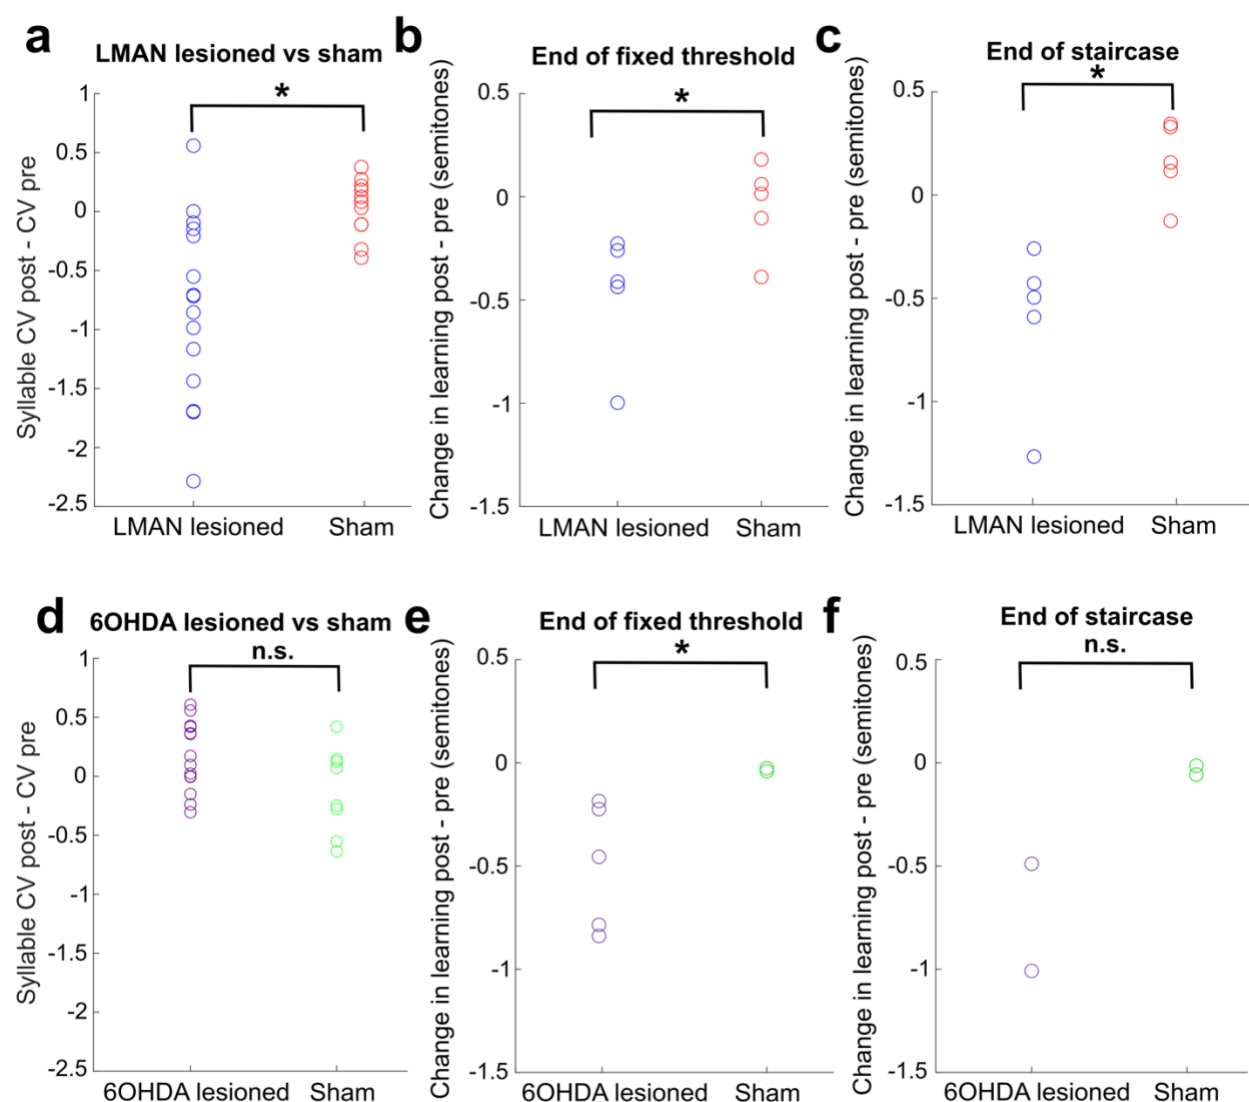 a
LMAN lesioned vs sham
*
Syllable CV post - CV pre
1
0.5
0
-0.5
-1
-1.5
-2
-2.5
LMAN lesioned
Sham
b
End of fixed threshold
*
Change in learning post - pre (semitones)
0.5
0
-0.5
-1
-1.5
LMAN lesioned
Sham
c
End of staircase
*
Change in learning post - pre (semitones)
0.5
0
-0.5
-1
-1.5
LMAN lesioned
Sham
d
6OHDA lesioned vs sham
n.s.
Syllable CV post - CV pre
1
0.5
0
-0.5
-1
-1.5
-2
-2.5
6OHDA lesioned
Sham
e
End of fixed threshold
*
Change in learning post - pre (semitones)
0.5
0
-0.5
-1
-1.5
6OHDA lesioned
Sham
f
End of staircase
n.s.
Change in learning post - pre (semitones)
0.5
0
-0.5
-1
-1.5
6OHDA lesioned
Sham